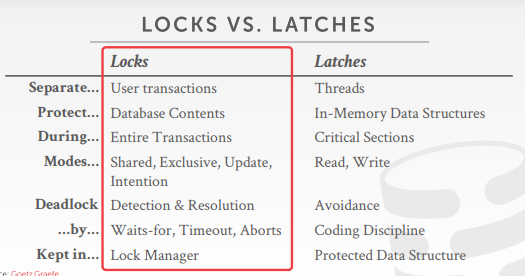 LOCKS VS. LATCHES
Locks Latches
Separate... User transactions Threads
Protect... Database Contents In-Memory Data Structures
During... Entire Transactions Critical Sections
Modes... Shared, Exclusive, Update, Read, Write
Intention
Deadlock Detection & Resolution Avoidance
...by... Waits-for, Timeout, Aborts Coding Discipline
Kept in... Lock Manager Protected Data Structure
ce: Goetz Graefe